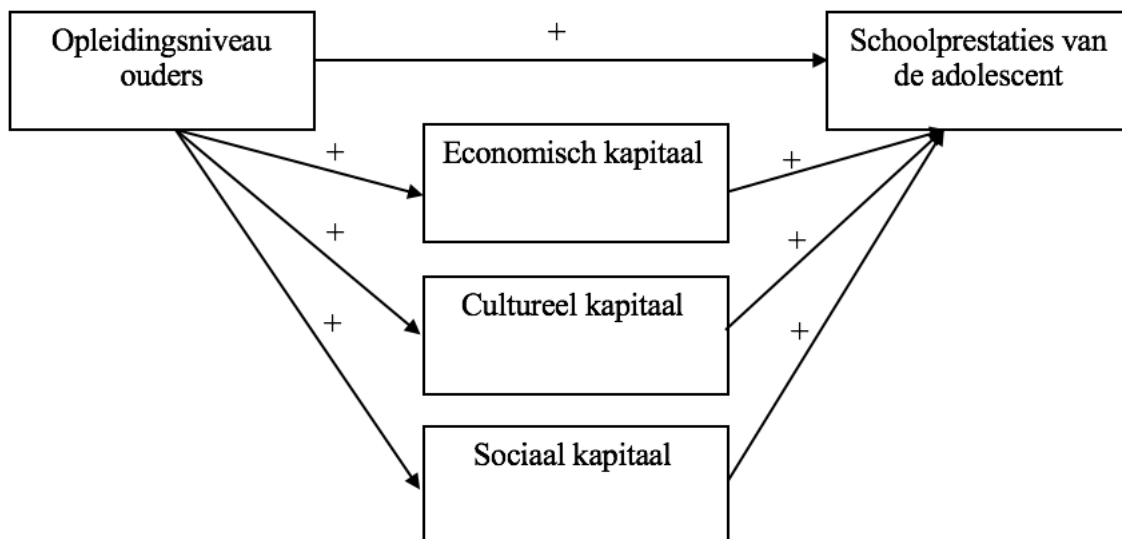 Opleidingsniveau
ouders
+
Schoolprestaties van
de adolescent
+
Economisch kapitaal
+
+
Cultureel kapitaal
+
+
Sociaal kapitaal
+